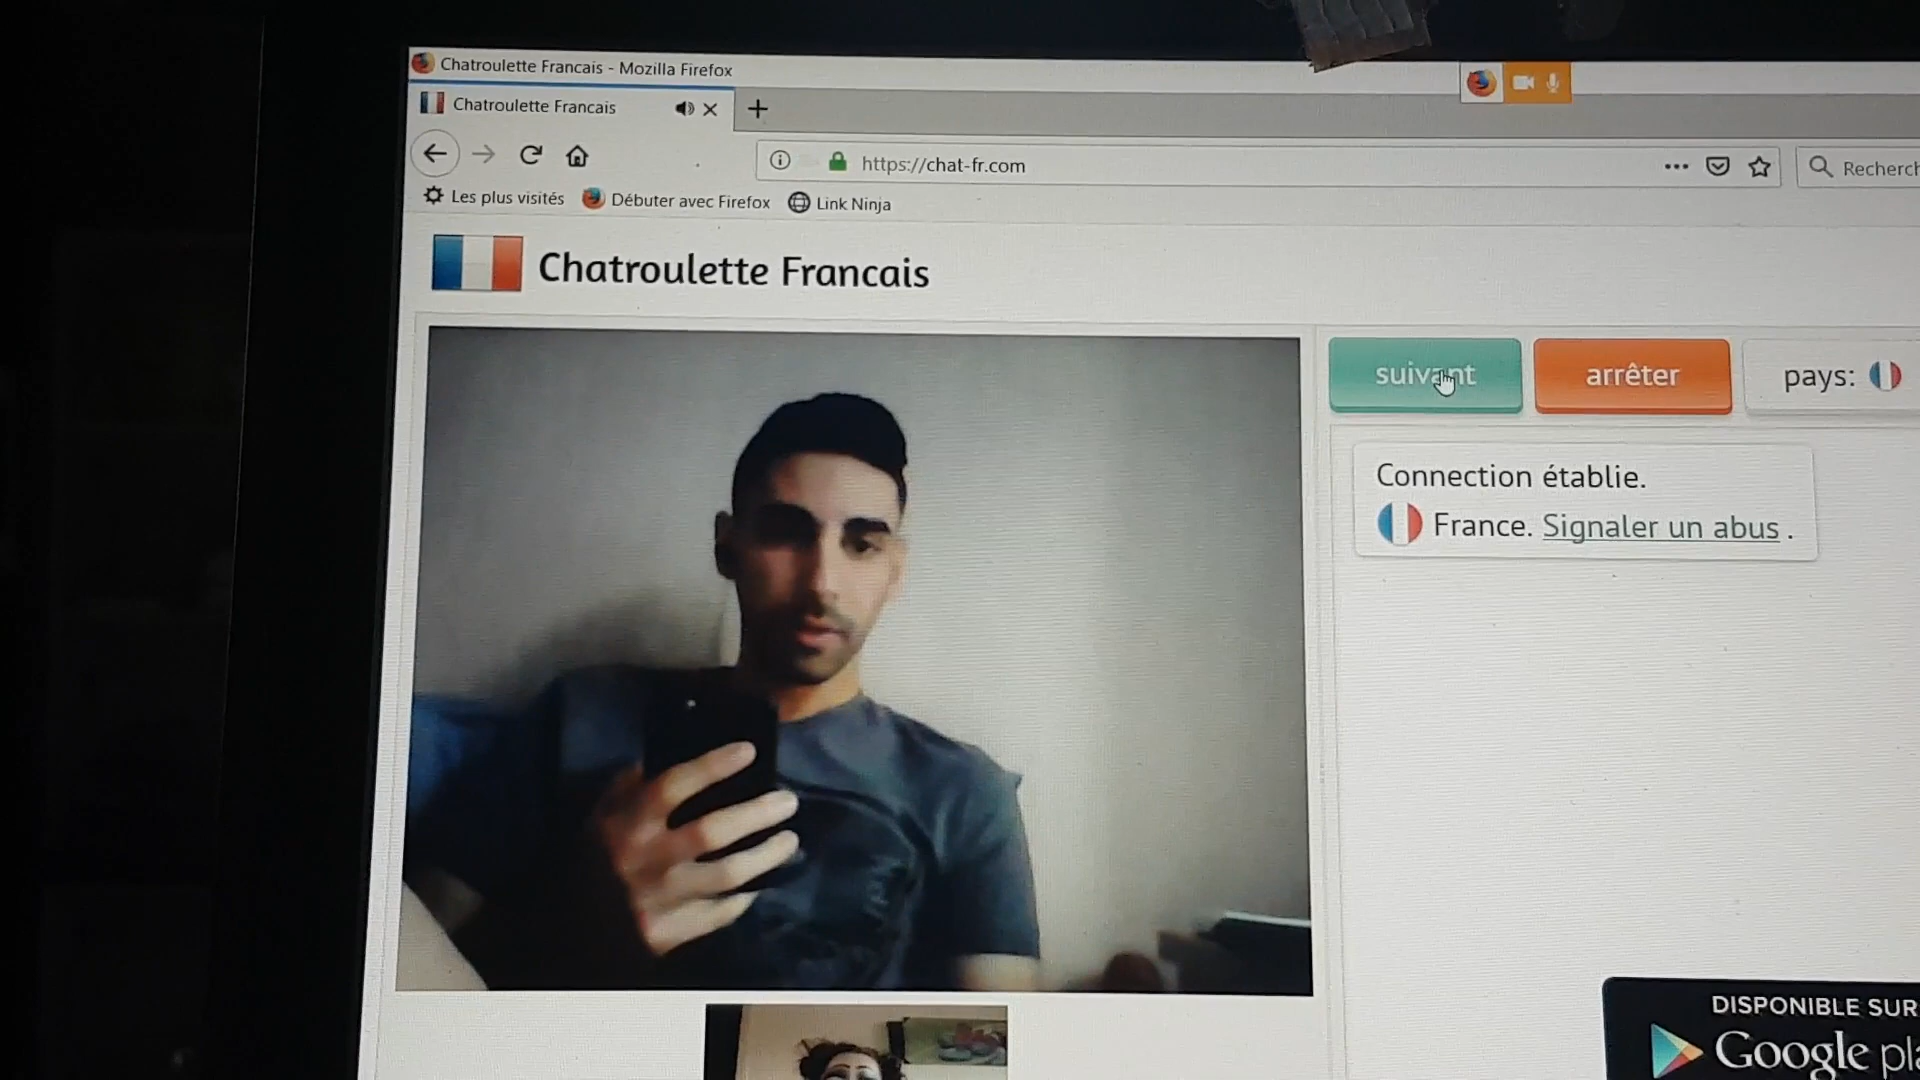 Chatroulette Francais - Mozilla Firefox
Chatroulette Francais
https://chat-fr.com
Les plus visités Débuter avec Firefox Link Ninja
Chatroulette Francais
suivant arrêter pays:
Connection établie.
France. Signaler un abus .
DISPONIBLE SUR
Google